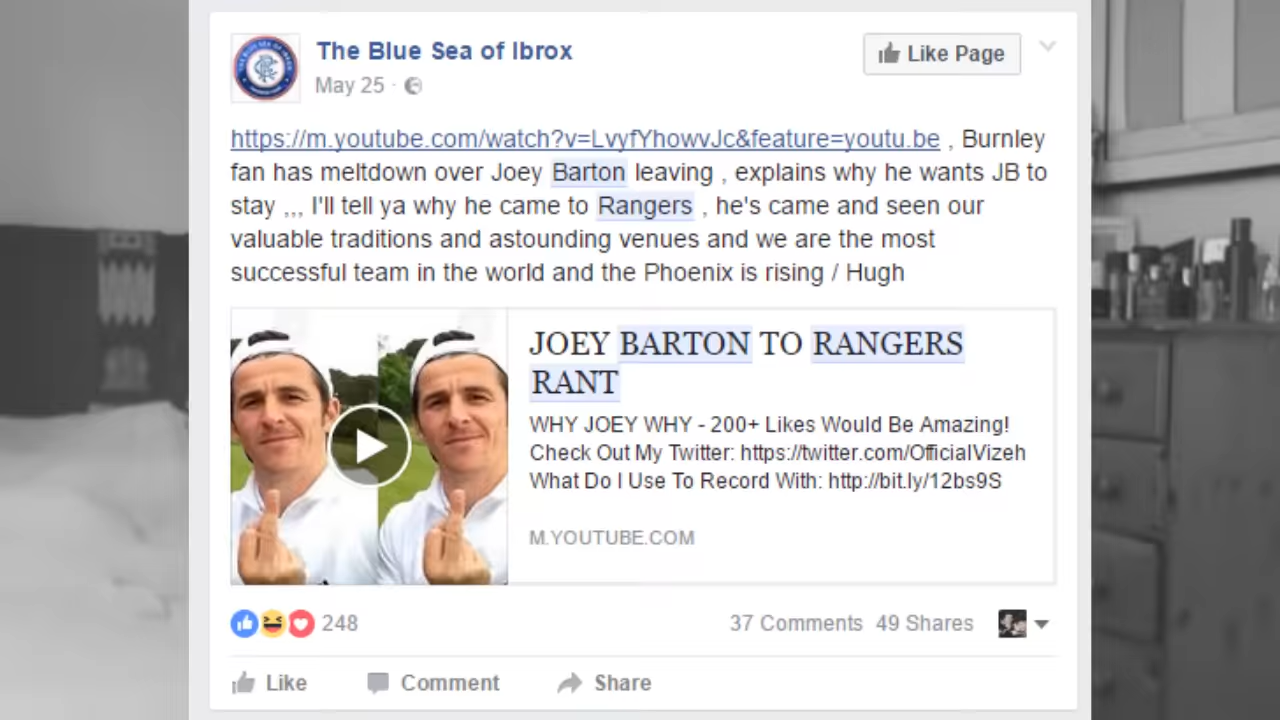 The Blue Sea of Ibrox
May 25 ·
Like Page
https://m.youtube.com/watch?v=LvyfYhowvJc&feature=youtu.be , Burnley
fan has meltdown over Joey Barton leaving , explains why he wants JB to
stay ,,, I'll tell ya why he came to Rangers , he's came and seen our
valuable traditions and astounding venues and we are the most
successful team in the world and the Phoenix is rising / Hugh
JOEY BARTON TO RANGERS
RANT
WHY JOEY WHY - 200+ Likes Would Be Amazing!
Check Out My Twitter: https://twitter.com/OfficialVizeh
What Do I Use To Record With: http://bit.ly/12bs9S
M.YOUTUBE.COM
248
37 Comments 49 Shares
Like Comment Share